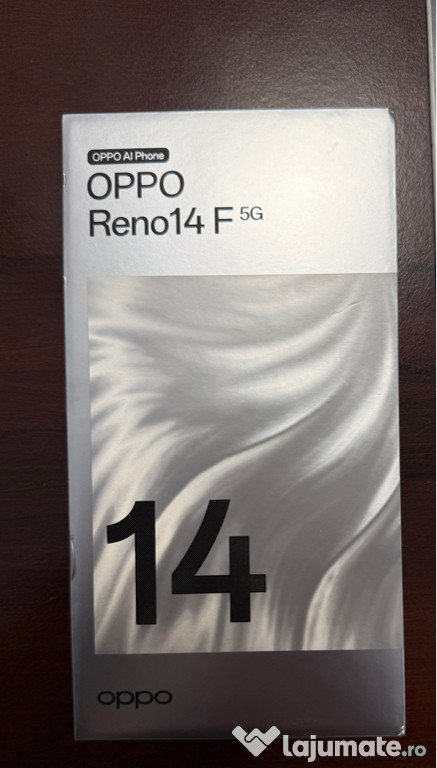 OPPO AI Phone
OPPO
Reno14 F 5G
14
oppo
lajumate.ro